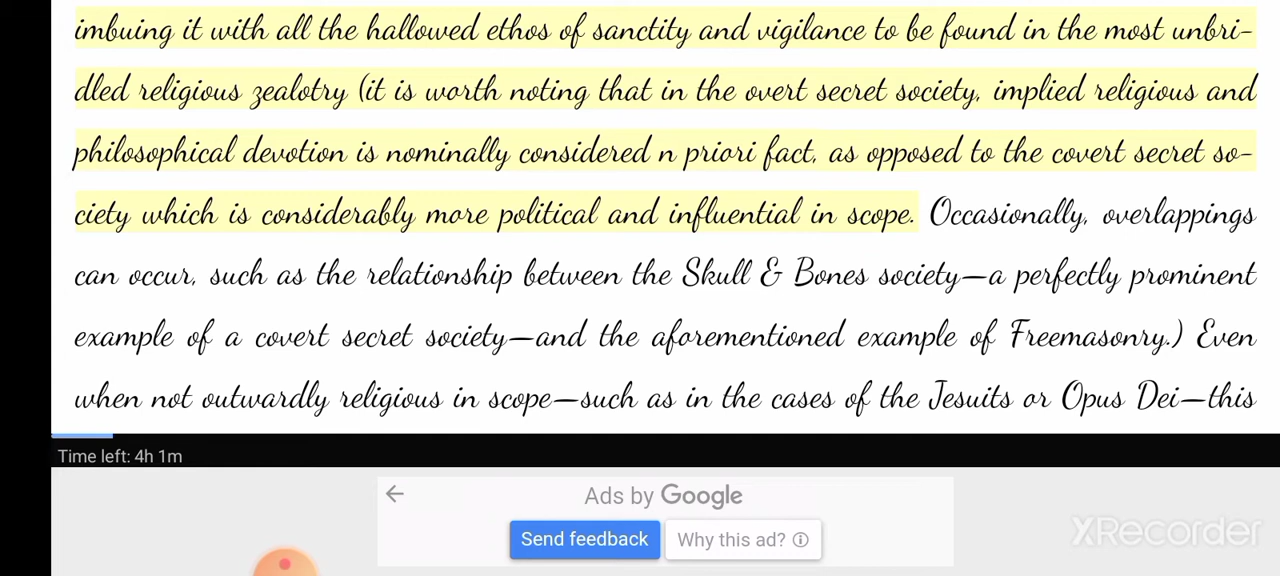 imbuing it with all the hallowed ethos of sanctity and vigilance to be found in the most unbri-
dled religious zealotry (it is worth noting that in the overt secret society, implied religious and
philosophical devotion is nominally considered n priori fact, as opposed to the covert secret so-
ciety which is considerably more political and influential in scope. Occasionally, overlappings
can occur, such as the relationship between the Skull & Bones society—a perfectly prominent
example of a covert secret society—and the aforementioned example of Freemasonry.) Even
when not outwardly religious in scope—such as in the cases of the Jesuits or Opus Dei—this
Time left: 4h 1m
Ads by Google
Send feedback
Why this ad?
XRecorder